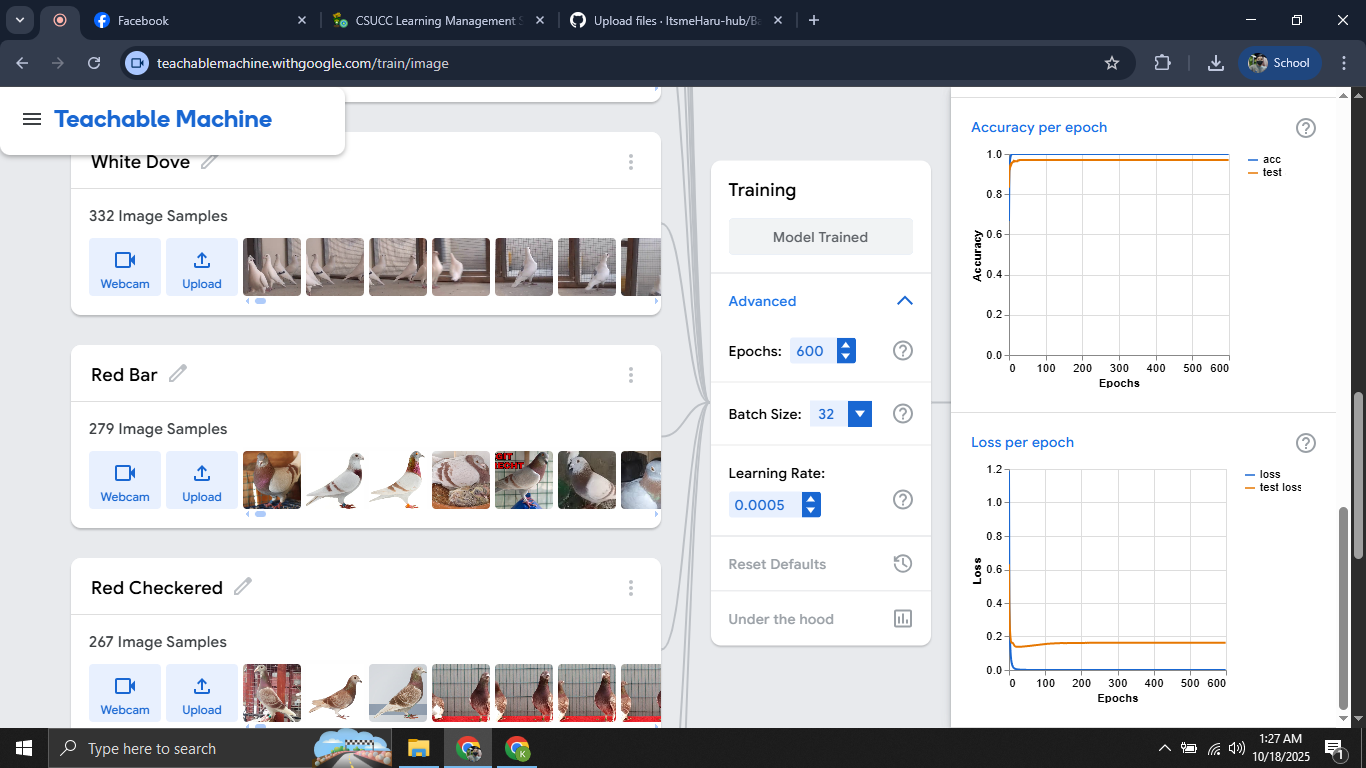 Facebook
CSUCC Learning Management S
Upload files · ItsmeHaru-hub/Ba
teachablemachine.withgoogle.com/train/image
School
Teachable Machine
White Dove
332 Image Samples
Webcam
Upload
Red Bar
279 Image Samples
Webcam
Upload
Red Checkered
267 Image Samples
Webcam
Upload
Training
Model Trained
Advanced
Epochs: 600
Batch Size: 32
Learning Rate:
0.0005
Reset Defaults
Under the hood
Accuracy per epoch
1.0
0.8
0.6
0.4
0.2
0.0
Accuracy
0 100 200 300 400 500 600
Epochs
acc
test
Loss per epoch
1.2
1.0
0.8
0.6
0.4
0.2
0.0
Loss
0 100 200 300 400 500 600
Epochs
loss
test loss
Type here to search
K
1:27 AM
10/18/2025
1